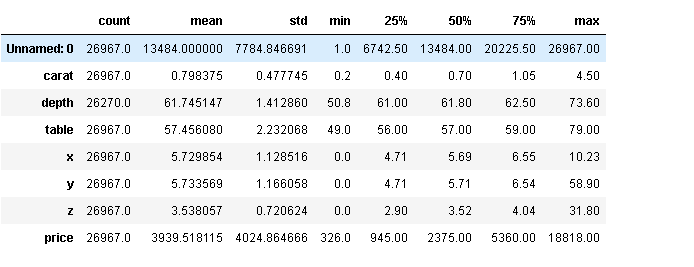 count mean std min 25% 50% 75% max
Unnamed: 0 26967.0 13484.000000 7784.846691 1.0 6742.50 13484.00 20225.50 26967.00
carat 26967.0 0.798375 0.477745 0.2 0.40 0.70 1.05 4.50
depth 26270.0 61.745147 1.412860 50.8 61.00 61.80 62.50 73.60
table 26967.0 57.456080 2.232068 49.0 56.00 57.00 59.00 79.00
x 26967.0 5.729854 1.128516 0.0 4.71 5.69 6.55 10.23
y 26967.0 5.733569 1.166058 0.0 4.71 5.71 6.54 58.90
z 26967.0 3.538057 0.720624 0.0 2.90 3.52 4.04 31.80
price 26967.0 3939.518115 4024.864666 326.0 945.00 2375.00 5360.00 18818.00